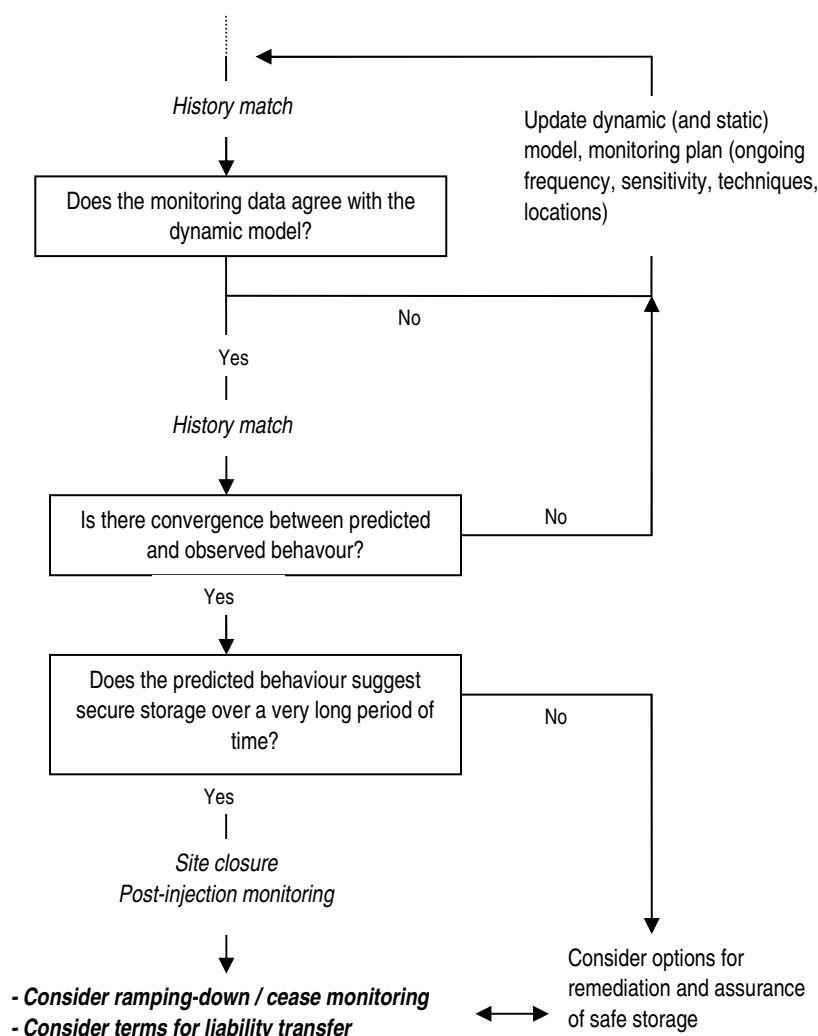 History match
Update dynamic (and static)
model, monitoring plan (ongoing
frequency, sensitivity, techniques,
locations)
Does the monitoring data agree with the
dynamic model?
No
Yes
History match
Is there convergence between predicted
and observed behavour?
No
Yes
Does the predicted behaviour suggest
secure storage over a very long period of
time?
No
Yes
Site closure
Post-injection monitoring
- Consider ramping-down / cease monitoring
- Consider terms for liability transfer
Consider options for
remediation and assurance
of safe storage